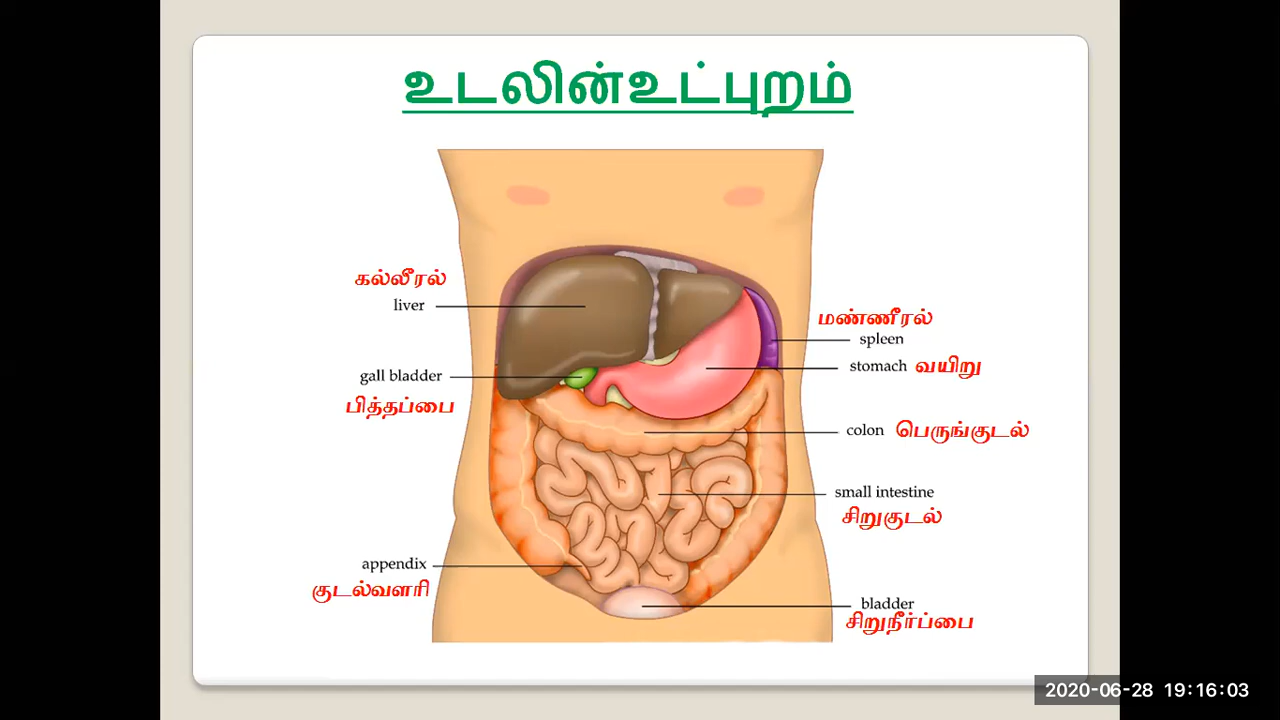 உடலின்உட்புறம்
கல்லீரல்
liver
gall bladder
பித்தப்பை
appendix
குடல்வளரி
மண்ணீரல்
spleen
stomach வயிறு
colon பெருங்குடல்
small intestine
சிறுகுடல்
bladder
சிறுநீர்ப்பை
2020-06-28 19:16:03